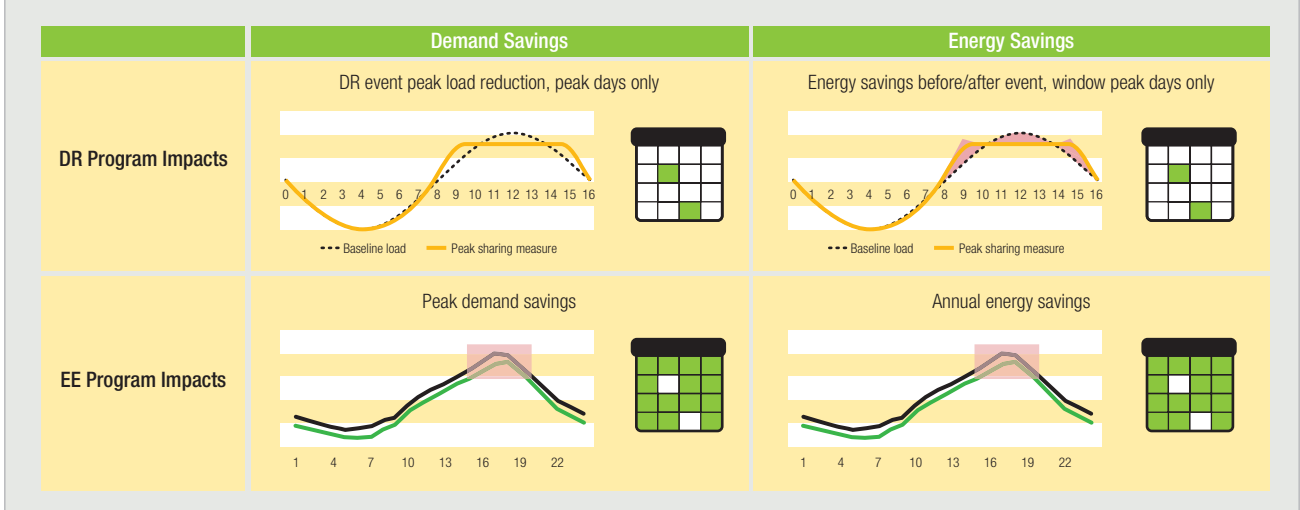 Demand Savings
Energy Savings
DR Program Impacts
DR event peak load reduction, peak days only
0 1 2 3 4 5 6 7 8 9 10 11 12 13 14 15 16
Baseline load Peak sharing measure
Energy savings before/after event, window peak days only
0 1 2 3 4 5 6 7 8 9 10 11 12 13 14 15 16
Baseline load Peak sharing measure
EE Program Impacts
Peak demand savings
1 4 7 10 13 16 19 22
Annual energy savings
1 4 7 10 13 16 19 22